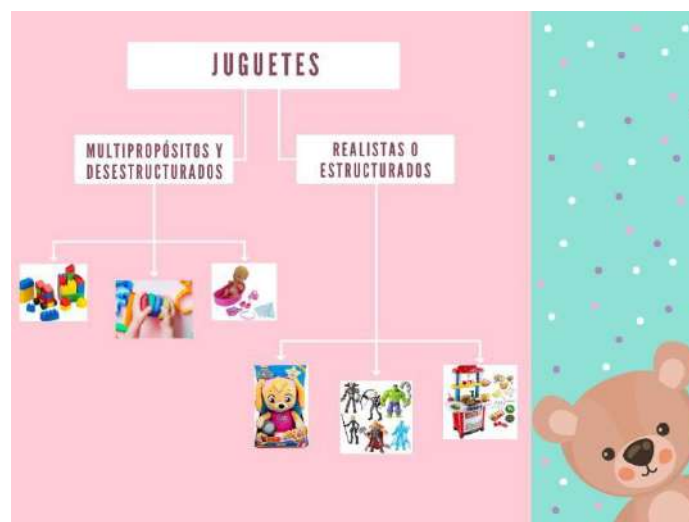 JUGUETES
MULTIPROPÓSITOS Y
DESESTRUCTURADOS
REALISTAS O
ESTRUCTURADOS